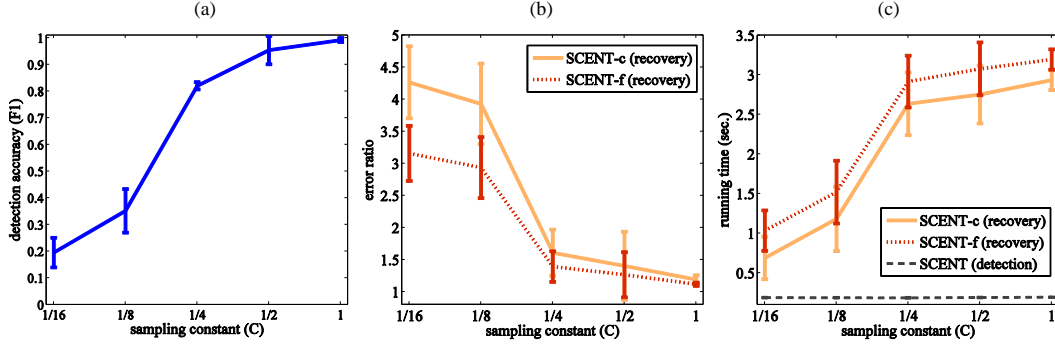 (a)
1
0.9
0.8
0.7
0.6
0.5
0.4
0.3
0.2
0.1
0
detection accuracy (F1)
1/16 1/8 1/4 1/2 1
sampling constant (C)
(b)
5
4.5
4
3.5
3
2.5
2
1.5
1
error ratio
SCENT-c (recovery)
SCENT-f (recovery)
1/16 1/8 1/4 1/2 1
sampling constant (C)
(c)
3.5
3
2.5
2
1.5
1
0.5
running time (sec.)
SCENT-c (recovery)
SCENT-f (recovery)
SCENT (detection)
1/16 1/8 1/4 1/2 1
sampling constant (C)